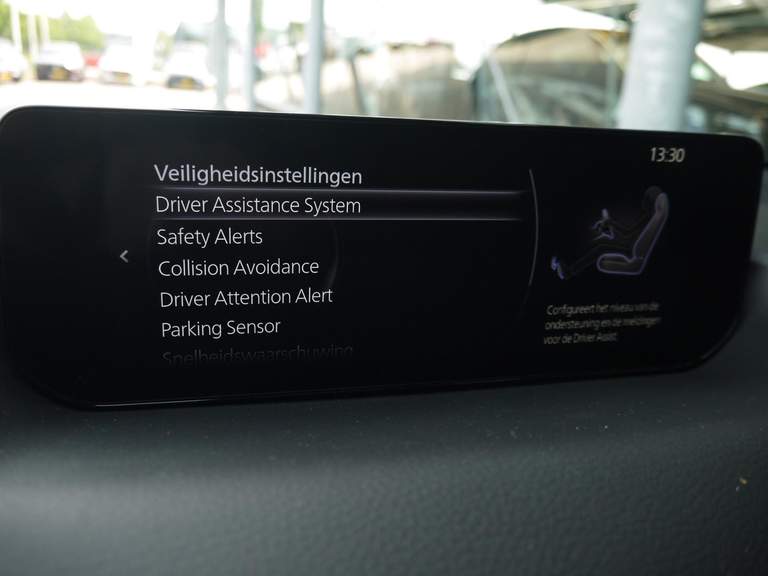 13:30
Veiligheidsinstellingen
Driver Assistance System
Safety Alerts
Collision Avoidance
Driver Attention Alert
Parking Sensor
Snelheidswaarschuwing
Configureert het niveau van de
ondersteuning en de meldingen
voor de Driver Assist.